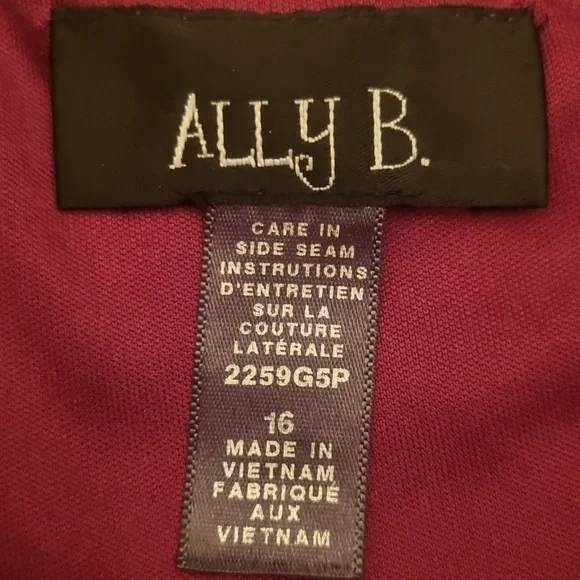 ALLY B.
CARE IN
SIDE SEAM
INSTRUTIONS
D'ENTRETIEN
SUR LA
COUTURE
LATÉRALE
2259G5P
16
MADE IN
VIETNAM
FABRIQUÉ
AUX
VIETNAM